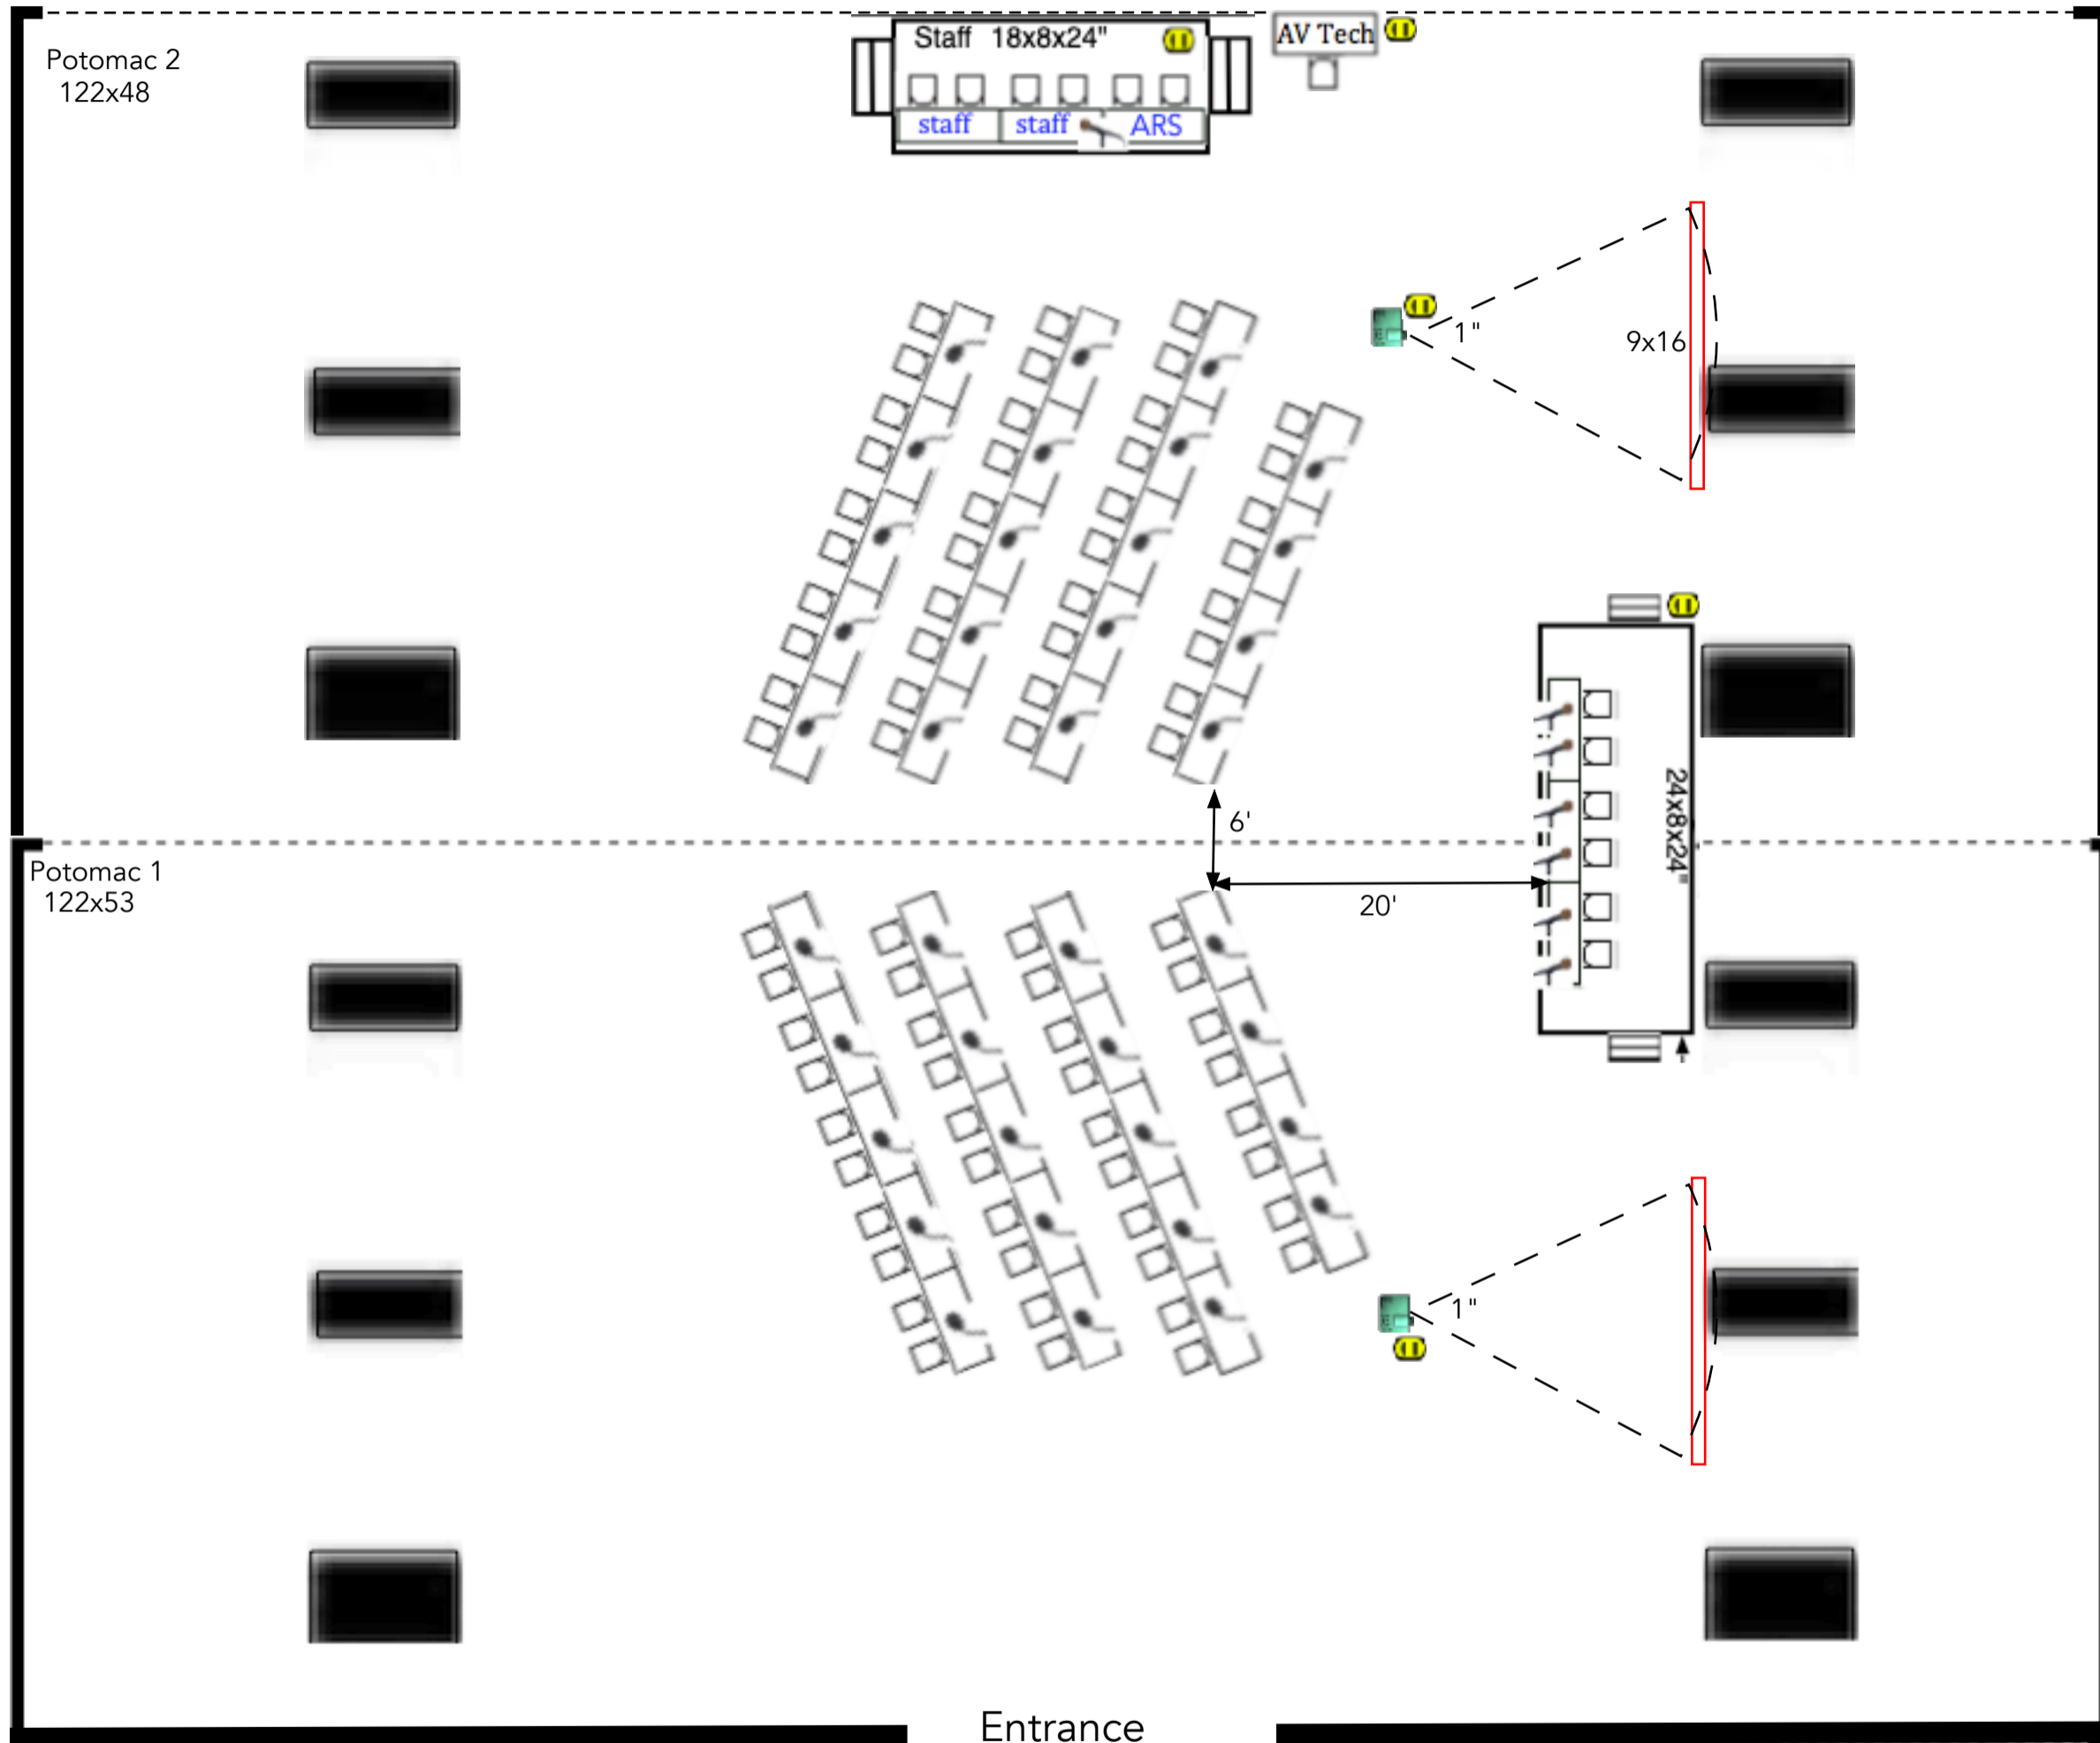 Staff 18x8x24"
AV Tech
Potomac 2
122x48
staff
staff
ARS
1"
9x16
24x8x24"
6'
Potomac 1
122x53
20'
1"
Entrance